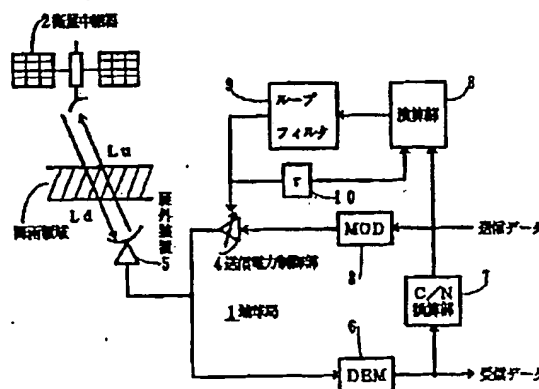 2衛星中継器
9
ループ
フィルタ
演算部
8
Lu
Ld
降雨領域
屋外装置
5
τ
10
4送信電力制御部
MOD
3
送信データ
1地球局
C/N
演算部
7
6
DEM
受信データ